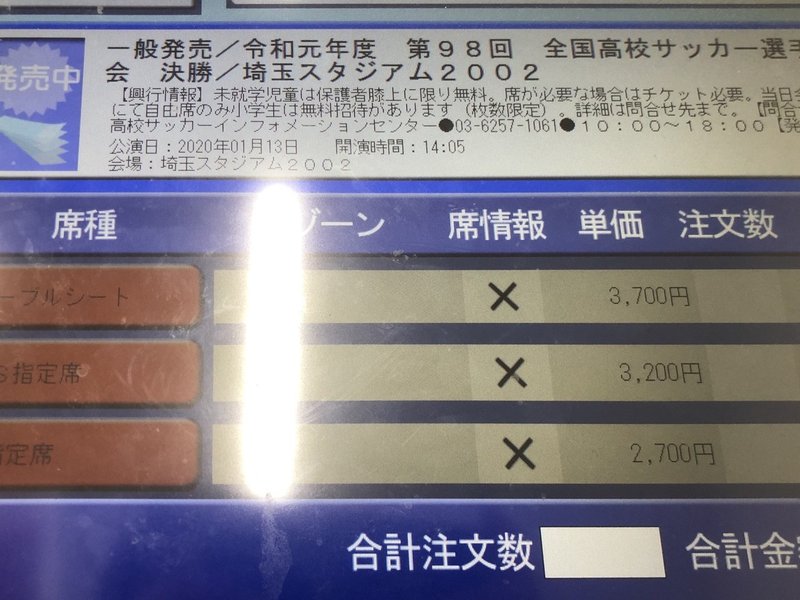 発売中
一般発売／令和元年度 第９８回 全国高校サッカー選手
会 決勝／埼玉スタジアム２００２
【興行情報】未就学児童は保護者膝上に限り無料。席が必要な場合はチケット必要。当日会
にて自由席のみ小学生は無料招待があります（枚数限定）。詳細は問合せ先まで。【問合
高校サッカーインフォメーションセンター●03-6257-1061●１０：００～１８：００【発
公演日：2020年01月13日 開演時間：14:05
会場：埼玉スタジアム２００２
席種 ゾーン 席情報 単価 注文数
ーブルシート ✕ 3,700円
S指定席 ✕ 3,200円
指定席 ✕ 2,700円
合計注文数 合計金